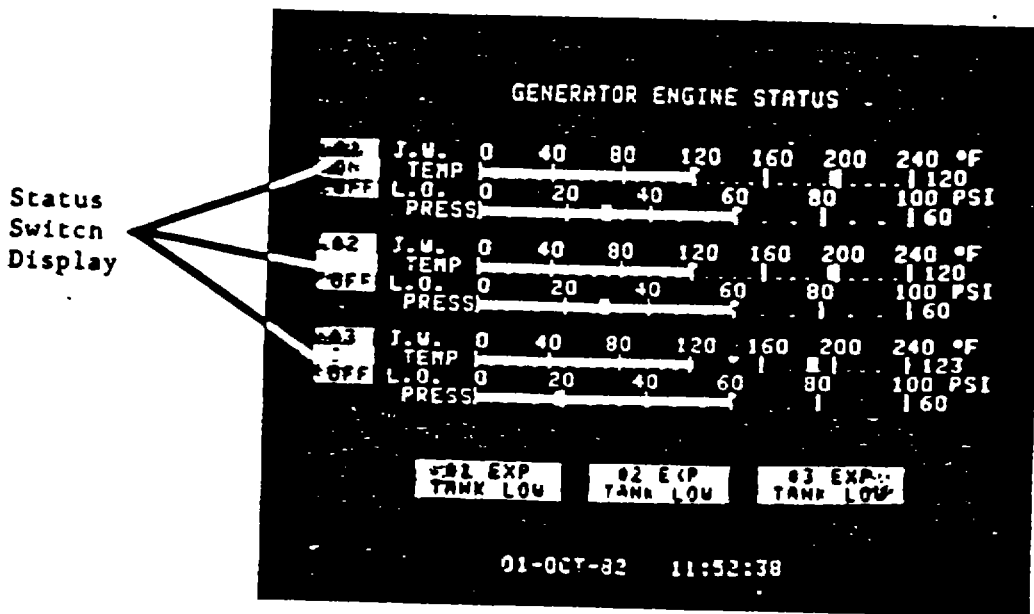 GENERATOR ENGINE STATUS
Status
Switch
Display
ON
OFF
J.W. 0 40 80 120 160 200 240 °F
TEMP 120
L.O. 0 20 40 60 80 100 PSI
PRESS 60
#2
OFF
J.W. 0 40 80 120 160 200 240 °F
TEMP 120
L.O. 0 20 40 60 80 100 PSI
PRESS 60
#3
OFF
J.W. 0 40 80 120 160 200 240 °F
TEMP 123
L.O. 0 20 40 60 80 100 PSI
PRESS 60
#1 EXP
TANK LOW
#2 EXP
TANK LOW
#3 EXP
TANK LOW
01-OCT-82 11:52:38